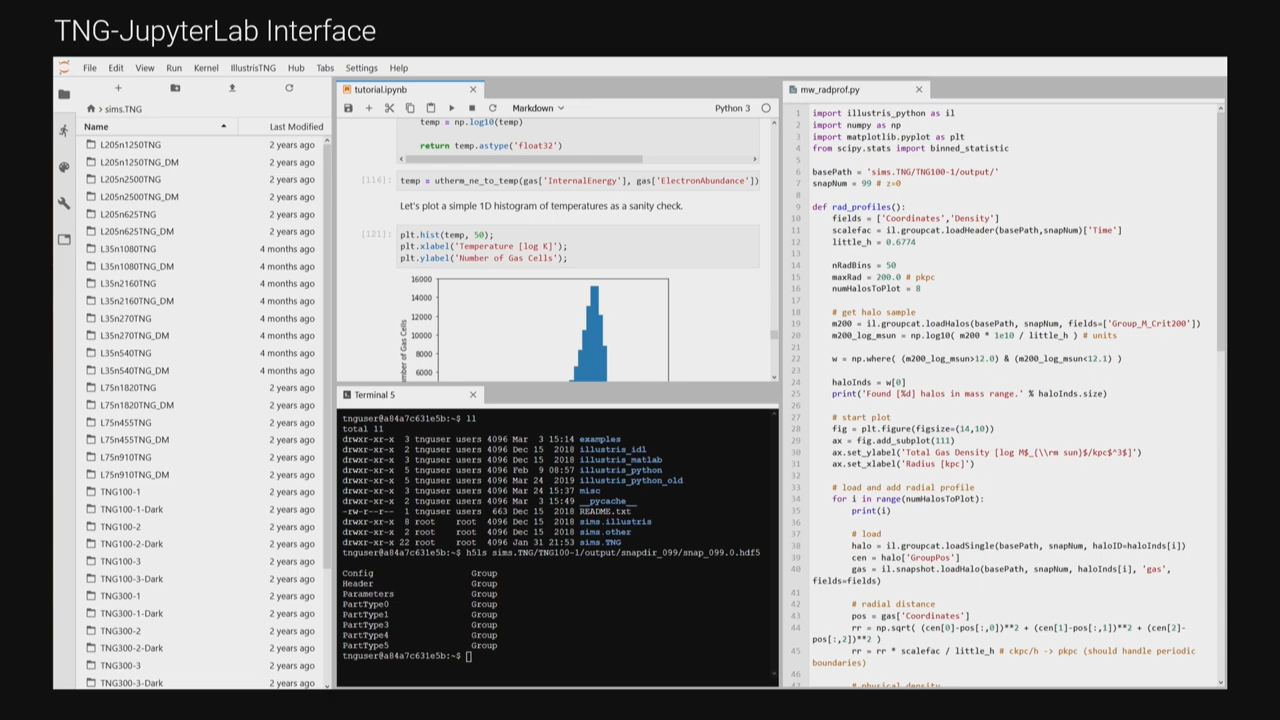 TNG-JupyterLab Interface
File Edit View Run Kernel IllustrisTNG Hub Tabs Settings Help
> sims.TNG
Name Last Modified
L205n1250TNG 2 years ago
L205n1250TNG_DM 2 years ago
L205n2500TNG 2 years ago
L205n2500TNG_DM 2 years ago
L205n625TNG 2 years ago
L205n625TNG_DM 2 years ago
L35n1080TNG 4 months ago
L35n1080TNG_DM 4 months ago
L35n2160TNG 4 months ago
L35n2160TNG_DM 4 months ago
L35n270TNG 4 months ago
L35n270TNG_DM 4 months ago
L35n540TNG 4 months ago
L35n540TNG_DM 4 months ago
L75n1820TNG 2 years ago
L75n1820TNG_DM 2 years ago
L75n455TNG 2 years ago
L75n455TNG_DM 2 years ago
L75n910TNG 2 years ago
L75n910TNG_DM 2 years ago
TNG100-1 2 years ago
TNG100-1-Dark 2 years ago
TNG100-2 2 years ago
TNG100-2-Dark 2 years ago
TNG100-3 2 years ago
TNG100-3-Dark 2 years ago
TNG300-1 2 years ago
TNG300-1-Dark 2 years ago
TNG300-2 2 years ago
TNG300-2-Dark 2 years ago
TNG300-3 2 years ago
TNG300-3-Dark 2 years ago
tutorial.ipynb
Markdown Python 3
temp = np.log10(temp)
return temp.astype('float32')
[116]: temp = utherm_ne_to_temp(gas['InternalEnergy'], gas['ElectronAbundance'])
Let's plot a simple 1D histogram of temperatures as a sanity check.
[121]: plt.hist(temp, 50);
plt.xlabel('Temperature [log K]');
plt.ylabel('Number of Gas Cells');
16000
14000
12000
10000
8000
6000
mber of Gas Cells
Terminal 5
tnguser@a84a7c631e5b:~$ ll
total 11
drwxr-xr-x 3 tnguser users 4096 Mar 3 15:14 examples
drwxr-xr-x 2 tnguser users 4096 Dec 15 2018 illustris_idl
drwxr-xr-x 3 tnguser users 4096 Dec 15 2018 illustris_matlab
drwxr-xr-x 5 tnguser users 4096 Feb 9 08:57 illustris_python
drwxr-xr-x 5 tnguser users 4096 Mar 24 2019 illustris_python_old
drwxr-xr-x 3 tnguser users 4096 Mar 24 15:37 misc
drwxr-xr-x 2 tnguser users 4096 Mar 3 15:49 __pycache__
-rw-r--r-- 1 tnguser users 663 Dec 15 2018 README.txt
drwxr-xr-x 8 root root 4096 Dec 15 2018 sims.illustris
drwxr-xr-x 2 root root 4096 Dec 15 2018 sims.other
drwxr-xr-x 22 root root 4096 Jan 31 21:53 sims.TNG
tnguser@a84a7c631e5b:~$ h5ls sims.TNG/TNG100-1/output/snapdir_099/snap_099.0.hdf5
Config Group
Header Group
Parameters Group
PartType0 Group
PartType1 Group
PartType3 Group
PartType4 Group
PartType5 Group
tnguser@a84a7c631e5b:~$
mw_radprof.py
1 import illustris_python as il
2 import numpy as np
3 import matplotlib.pyplot as plt
4 from scipy.stats import binned_statistic
5
6 basePath = 'sims.TNG/TNG100-1/output/'
7 snapNum = 99 # z=0
8
9 def rad_profiles():
10 fields = ['Coordinates','Density']
11 scalefac = il.groupcat.loadHeader(basePath,snapNum)['Time']
12 little_h = 0.6774
13
14 nRadBins = 50
15 maxRad = 200.0 # pkpc
16 numHalosToPlot = 8
17
18 # get halo sample
19 m200 = il.groupcat.loadHalos(basePath, snapNum, fields=['Group_M_Crit200'])
20 m200_log_msun = np.log10( m200 * 1e10 / little_h ) # units
21
22 w = np.where( (m200_log_msun>12.0) & (m200_log_msun<12.1) )
23
24 haloInds = w[0]
25 print('Found [%d] halos in mass range.' % haloInds.size)
26
27 # start plot
28 fig = plt.figure(figsize=(14,10))
29 ax = fig.add_subplot(111)
30 ax.set_ylabel('Total Gas Density [log M$_{\\rm sun}$/kpc$^3$]')
31 ax.set_xlabel('Radius [kpc]')
32
33 # load and add radial profile
34 for i in range(numHalosToPlot):
35 print(i)
36
37 # load
38 halo = il.groupcat.loadSingle(basePath, snapNum, haloID=haloInds[i])
39 cen = halo['GroupPos']
40 gas = il.snapshot.loadHalo(basePath, snapNum, haloInds[i], 'gas',
fields=fields)
41
42 # radial distance
43 pos = gas['Coordinates']
44 rr = np.sqrt( (cen[0]-pos[:,0])**2 + (cen[1]-pos[:,1])**2 + (cen[2]-
pos[:,2])**2 )
45 rr = rr * scalefac / little_h # ckpc/h -> pkpc (should handle periodic
boundaries)
46
47 # physical density